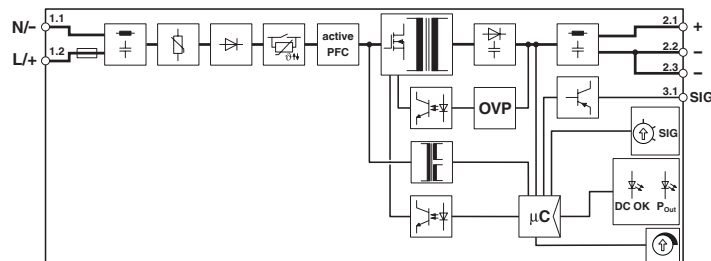 N/− 1.1
L/+ 1.2
active
PFC
2.1 +
2.2 −
2.3 −
3.1 SIG
OVP
ϑ
SIG
μC
DC OK P Out